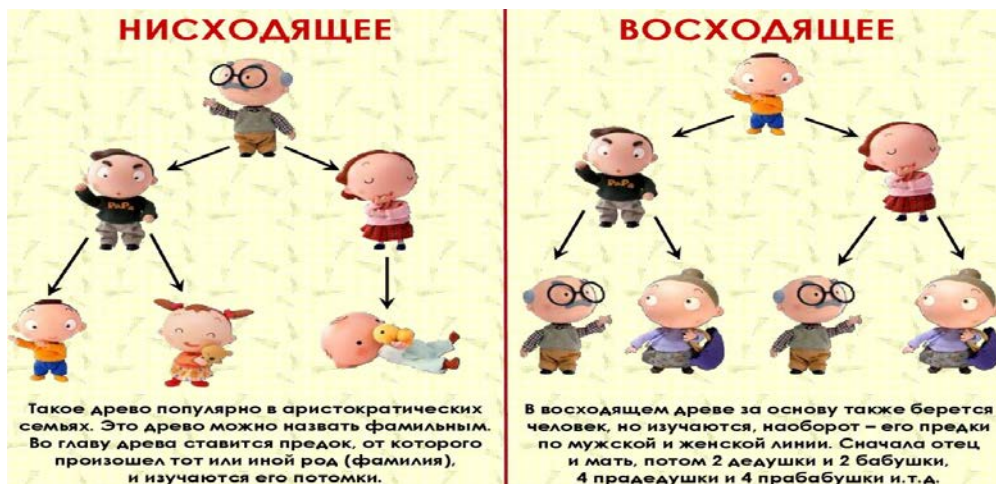 НИСХОДЯЩЕЕ
PaPa
Такое древо популярно в аристократических
семьях. Это древо можно назвать фамильным.
Во главу древа ставится предок, от которого
произошел тот или иной род (фамилия),
и изучаются его потомки.
ВОСХОДЯЩЕЕ
PaPa
В восходящем древе за основу также берется
человек, но изучаются, наоборот – его предки
по мужской и женской линии. Сначала отец
и мать, потом 2 дедушки и 2 бабушки,
4 прадедушки и 4 прабабушки и.т.д.